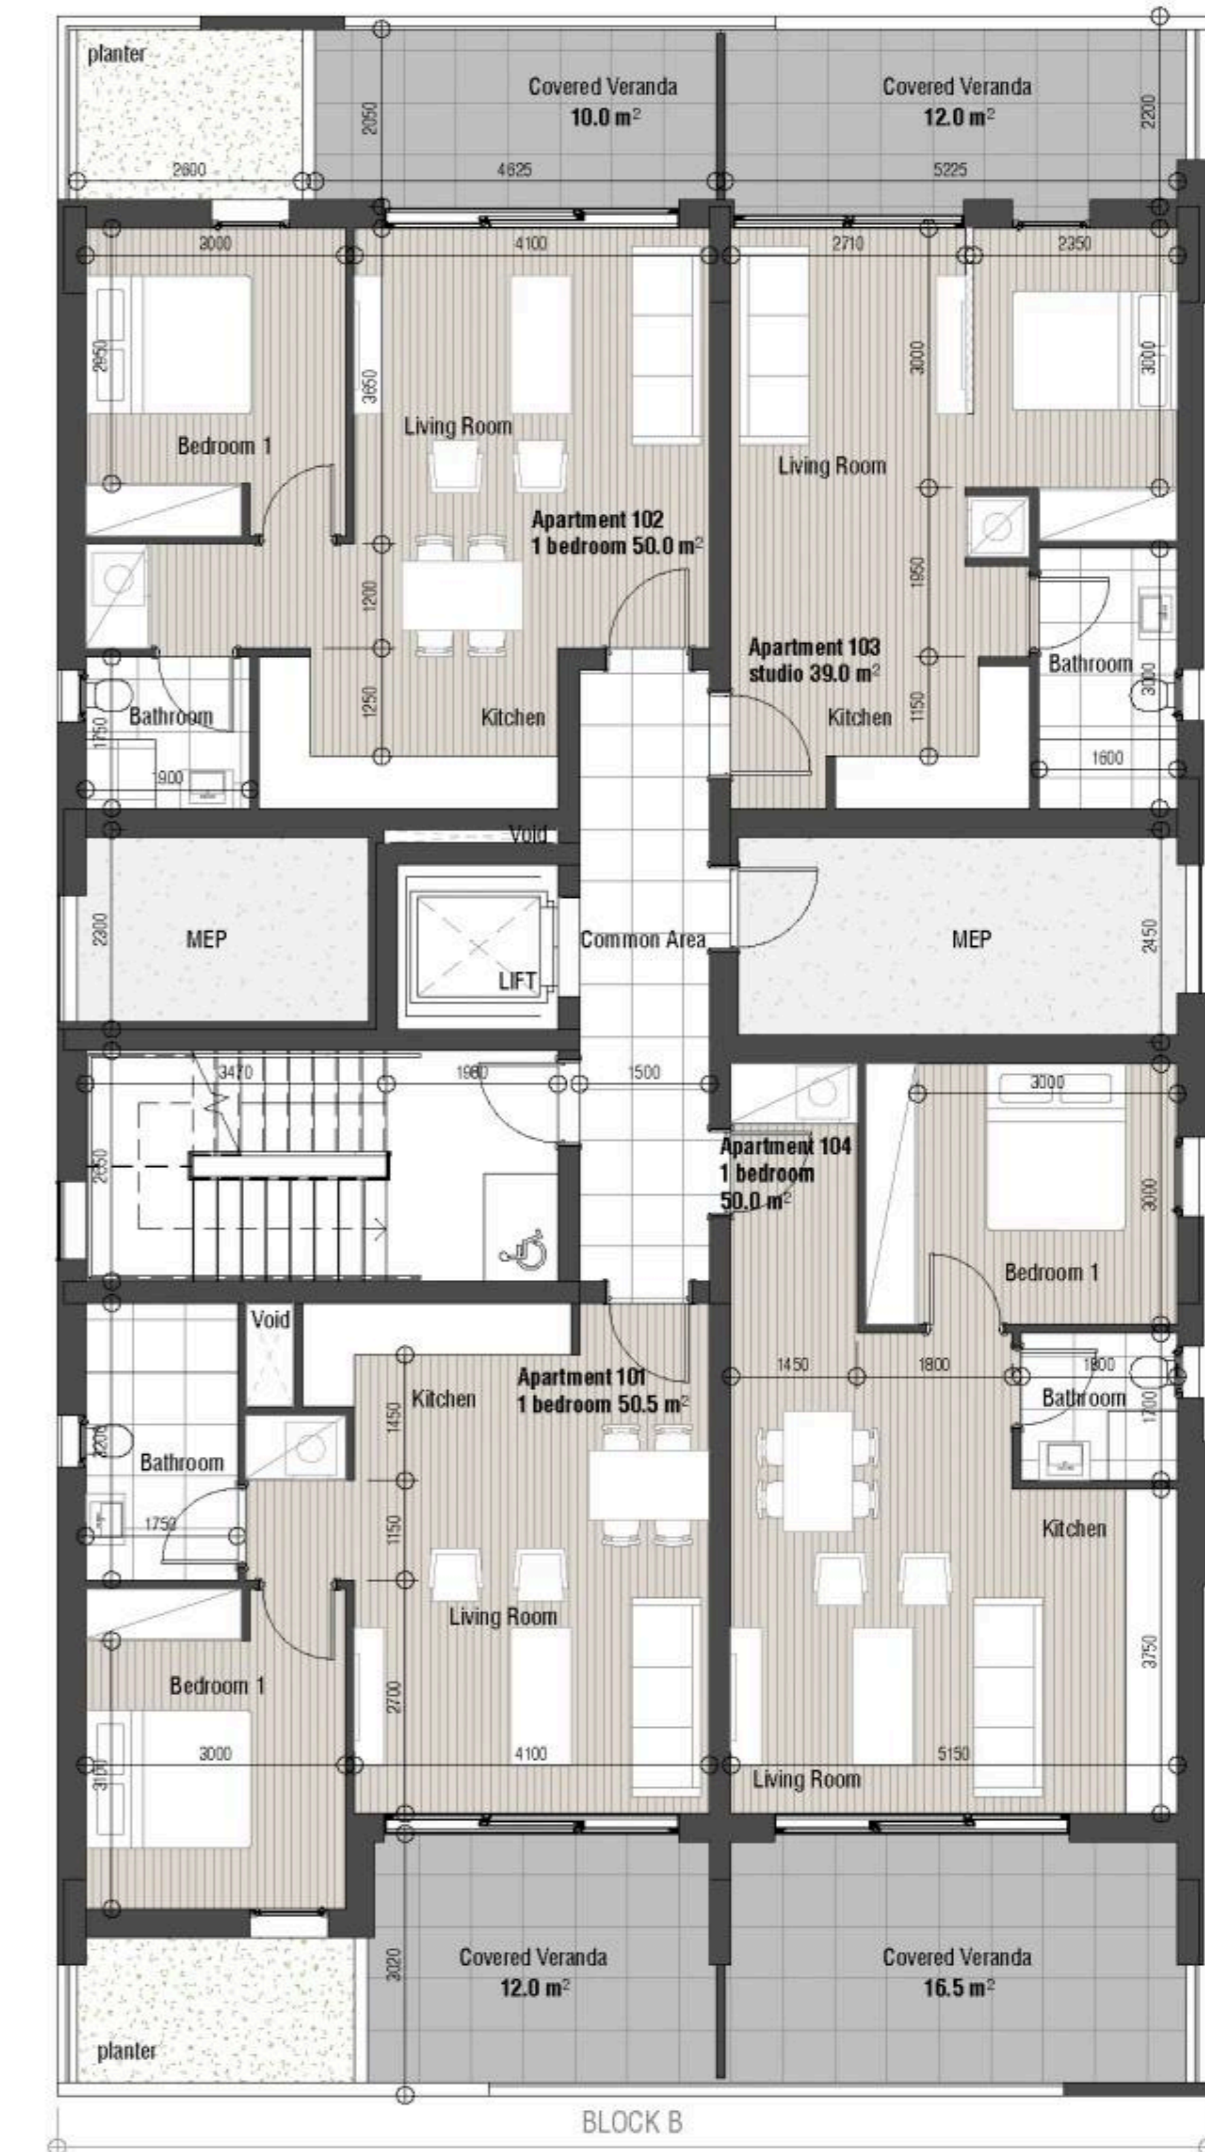 planter
Covered Veranda
10.0 m²
Covered Veranda
12.0 m²
2050
2200
2600
4625
5225
3000
4100
2710
2350
2950
3650
3000
3000
Living Room
Bedroom 1
Living Room
Apartment 102
1 bedroom 50.0 m²
1200
1950
Apartment 103
studio 39.0 m²
Bathroom
3000
Bathroom
1750
1250
Kitchen
Kitchen
1150
1900
1600
Void
2300
MEP
LIFT
Common Area
MEP
2450
3470
1980
1500
3000
2650
Apartment 104
1 bedroom
50.0 m²
3000
Bedroom 1
Void
Apartment 101
1 bedroom 50.5 m²
Kitchen
1450
1450
1800
1800
Bathroom
1700
3200
Bathroom
1750
1150
Kitchen
Living Room
3750
Bedroom 1
2700
3100
3000
4100
5150
Living Room
3020
Covered Veranda
12.0 m²
Covered Veranda
16.5 m²
planter
BLOCK B